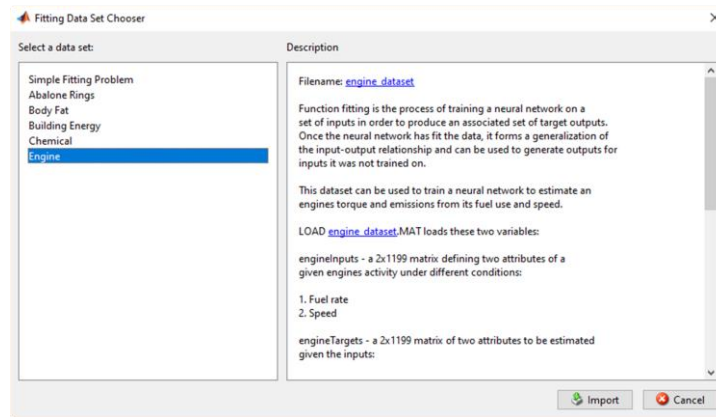 Fitting Data Set Chooser
Select a data set:
Simple Fitting Problem
Abalone Rings
Body Fat
Building Energy
Chemical
Engine
Description
Filename: engine_dataset
Function fitting is the process of training a neural network on a
set of inputs in order to produce an associated set of target outputs.
Once the neural network has fit the data, it forms a generalization of
the input-output relationship and can be used to generate outputs for
inputs it was not trained on.
This dataset can be used to train a neural network to estimate an
engines torque and emissions from its fuel use and speed.
LOAD engine_dataset.MAT loads these two variables:
engineInputs - a 2x1199 matrix defining two attributes of a
given engines activity under different conditions:
1. Fuel rate
2. Speed
engineTargets - a 2x1199 matrix of two attributes to be estimated
given the inputs:
Import
Cancel